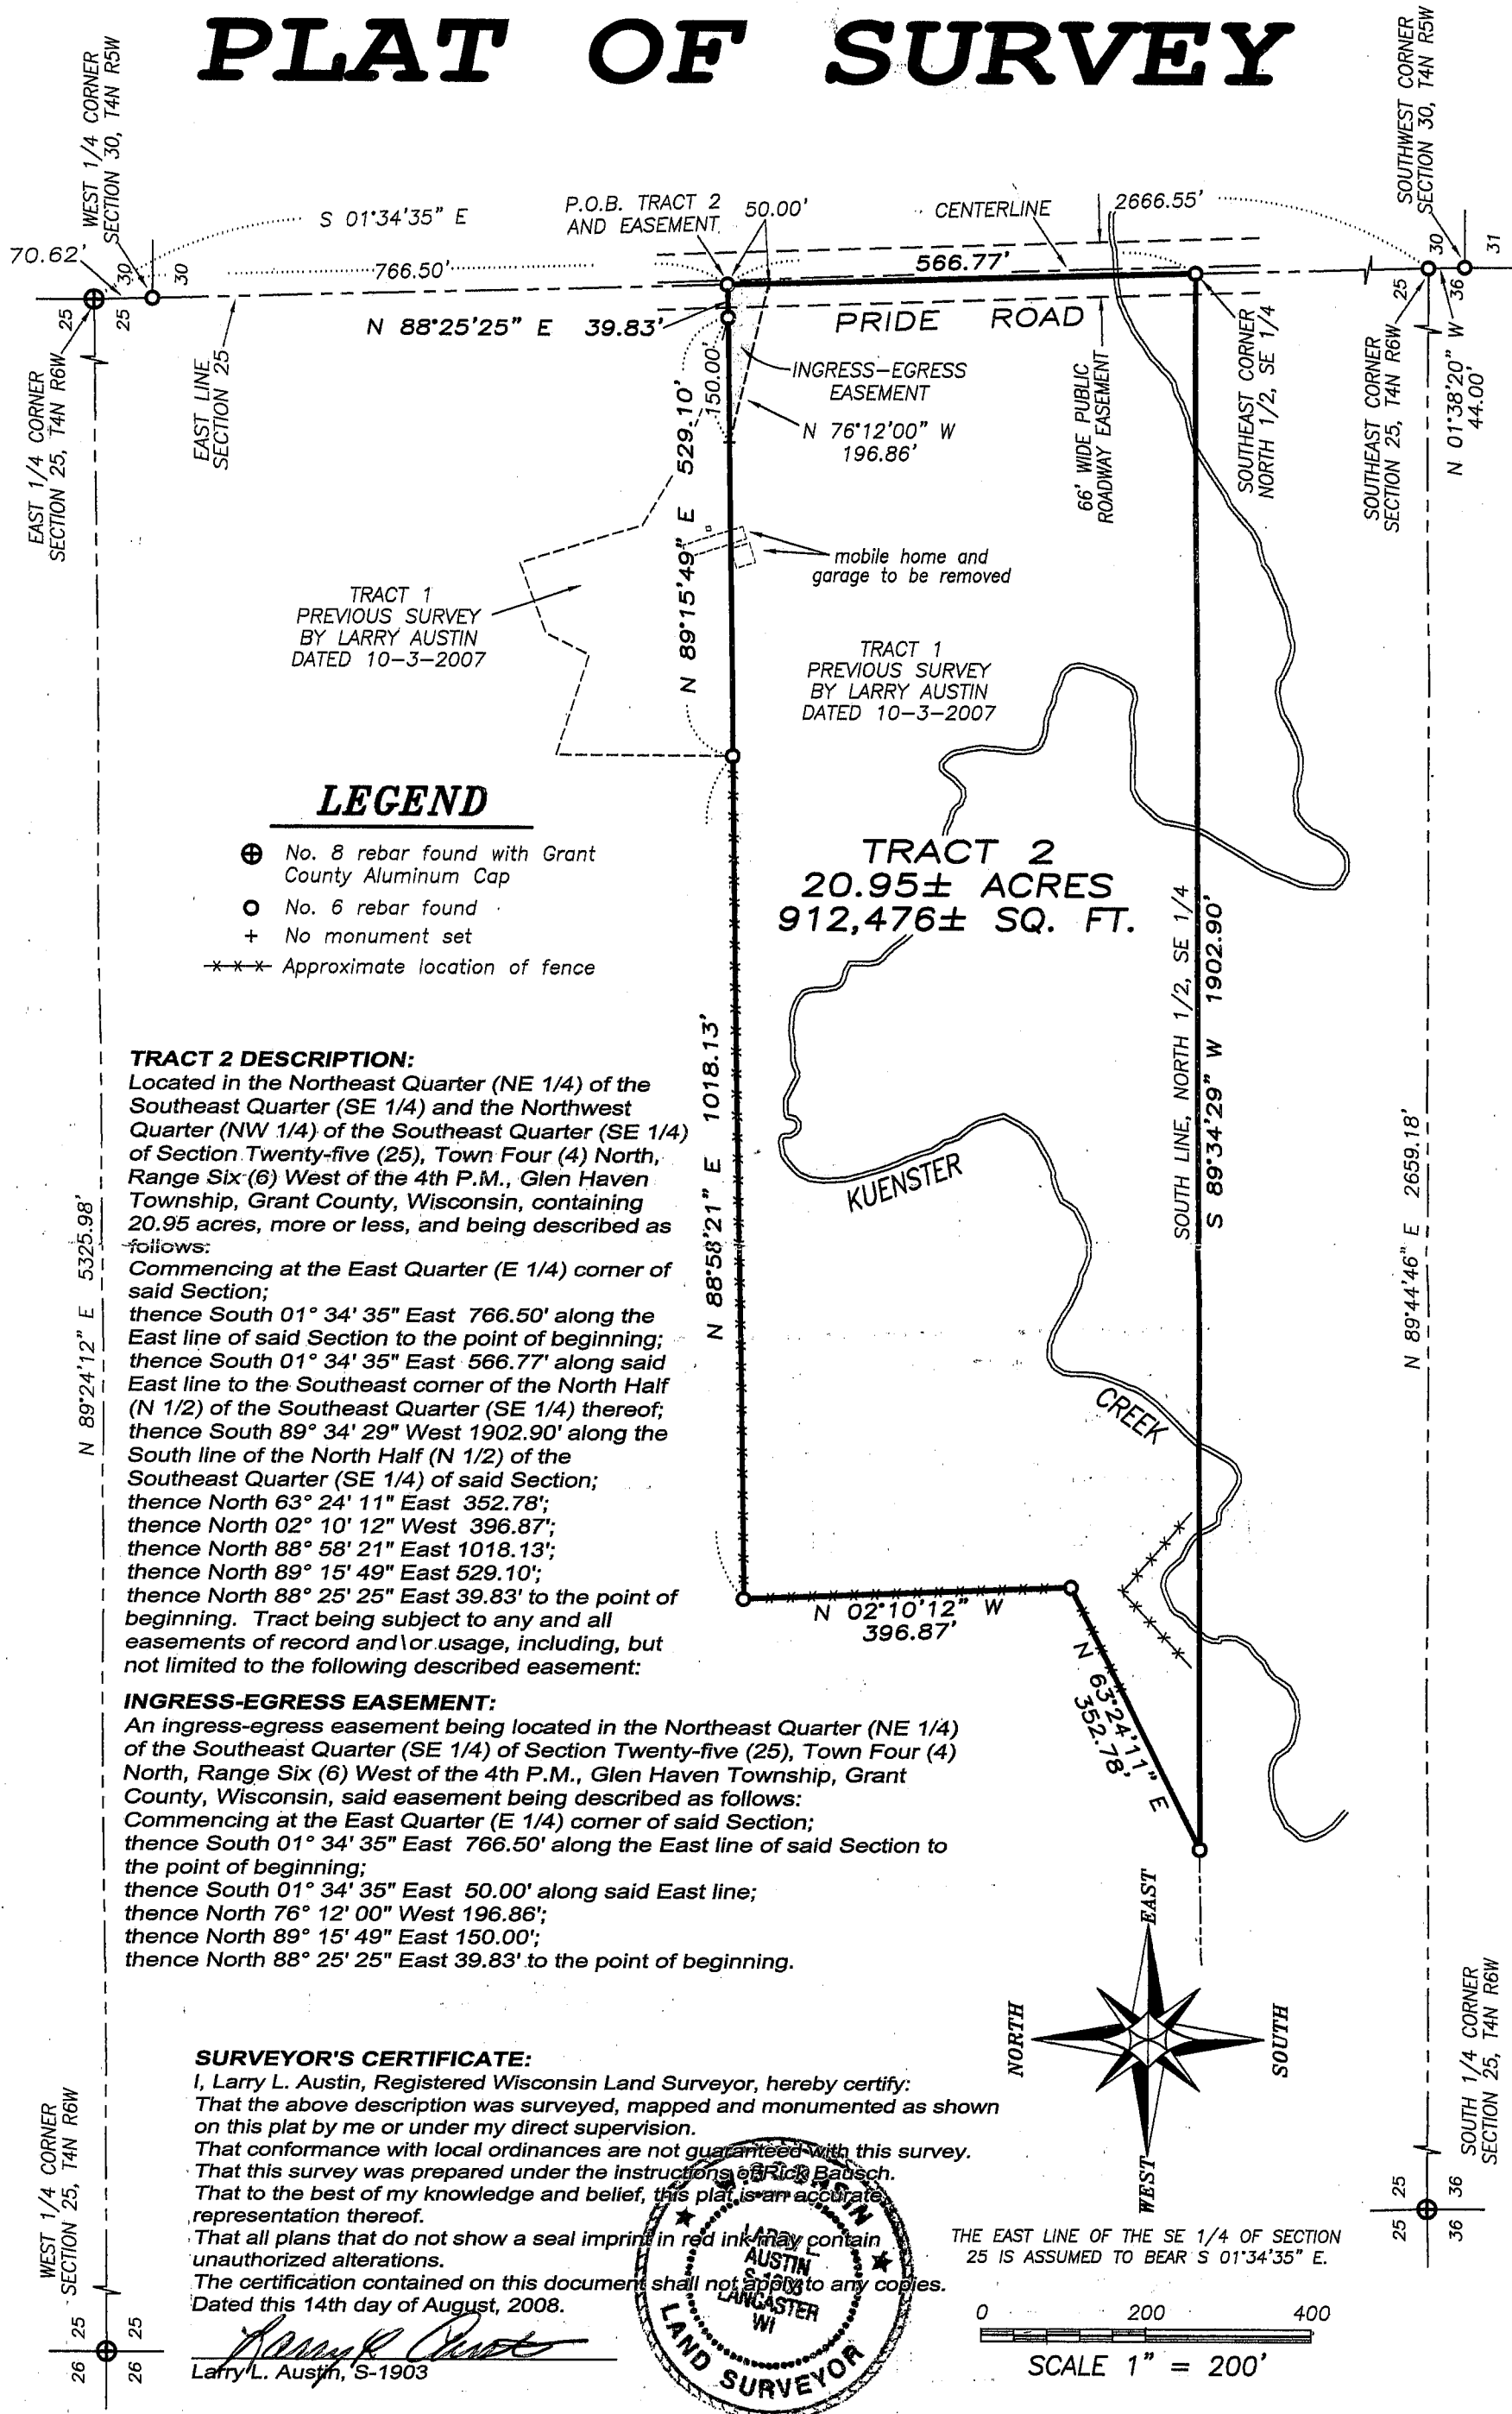 PLAT OF SURVEY
WEST 1/4 CORNER
SECTION 30, T4N R5W
SOUTHWEST CORNER
SECTION 30, T4N R5W
S 01°34'35" E
P.O.B. TRACT 2
AND EASEMENT
50.00'
CENTERLINE
2666.55'
70.62'
30
30
25
25
766.50'
566.77'
30
31
25
36
N 88°25'25" E 39.83'
PRIDE ROAD
EAST 1/4 CORNER
SECTION 25, T4N R6W
EAST LINE
SECTION 25
150.00'
INGRESS-EGRESS
EASEMENT
N 76°12'00" W
196.86'
66' WIDE PUBLIC
ROADWAY EASEMENT
SOUTHEAST CORNER
NORTH 1/2, SE 1/4
SOUTHEAST CORNER
SECTION 25, T4N R6W
N 01°38'20" W
44.00'
N 89°15'49" E 529.10'
mobile home and
garage to be removed
TRACT 1
PREVIOUS SURVEY
BY LARRY AUSTIN
DATED 10-3-2007
TRACT 1
PREVIOUS SURVEY
BY LARRY AUSTIN
DATED 10-3-2007
LEGEND
No. 8 rebar found with Grant
County Aluminum Cap
No. 6 rebar found
+ No monument set
-x-x-x- Approximate location of fence
TRACT 2
20.95± ACRES
912,476± SQ. FT.
N 88°58'21" E 1018.13'
SOUTH LINE, NORTH 1/2, SE 1/4
S 89°34'29" W 1902.90'
N 89°24'12" E 5325.98'
N 89°44'46" E 2659.18'
KUENSTER
CREEK
TRACT 2 DESCRIPTION:
Located in the Northeast Quarter (NE 1/4) of the
Southeast Quarter (SE 1/4) and the Northwest
Quarter (NW 1/4) of the Southeast Quarter (SE 1/4)
of Section Twenty-five (25), Town Four (4) North,
Range Six (6) West of the 4th P.M., Glen Haven
Township, Grant County, Wisconsin, containing
20.95 acres, more or less, and being described as
follows:
Commencing at the East Quarter (E 1/4) corner of
said Section;
thence South 01° 34' 35" East 766.50' along the
East line of said Section to the point of beginning;
thence South 01° 34' 35" East 566.77' along said
East line to the Southeast corner of the North Half
(N 1/2) of the Southeast Quarter (SE 1/4) thereof;
thence South 89° 34' 29" West 1902.90' along the
South line of the North Half (N 1/2) of the
Southeast Quarter (SE 1/4) of said Section;
thence North 63° 24' 11" East 352.78';
thence North 02° 10' 12" West 396.87';
thence North 88° 58' 21" East 1018.13';
thence North 89° 15' 49" East 529.10';
thence North 88° 25' 25" East 39.83' to the point of
beginning. Tract being subject to any and all
easements of record and\or usage, including, but
not limited to the following described easement:
N 02°10'12" W
396.87'
N 63°24'11" E
352.78'
INGRESS-EGRESS EASEMENT:
An ingress-egress easement being located in the Northeast Quarter (NE 1/4)
of the Southeast Quarter (SE 1/4) of Section Twenty-five (25), Town Four (4)
North, Range Six (6) West of the 4th P.M., Glen Haven Township, Grant
County, Wisconsin, said easement being described as follows:
Commencing at the East Quarter (E 1/4) corner of said Section;
thence South 01° 34' 35" East 766.50' along the East line of said Section to
the point of beginning;
thence South 01° 34' 35" East 50.00' along said East line;
thence North 76° 12' 00" West 196.86';
thence North 89° 15' 49" East 150.00';
thence North 88° 25' 25" East 39.83' to the point of beginning.
EAST
NORTH
SOUTH
WEST
SURVEYOR'S CERTIFICATE:
I, Larry L. Austin, Registered Wisconsin Land Surveyor, hereby certify:
That the above description was surveyed, mapped and monumented as shown
on this plat by me or under my direct supervision.
That conformance with local ordinances are not guaranteed with this survey.
That this survey was prepared under the instructions of Rick Bausch.
That to the best of my knowledge and belief, this plat is an accurate
representation thereof.
That all plans that do not show a seal imprint in red ink may contain
unauthorized alterations.
The certification contained on this document shall not apply to any copies.
Dated this 14th day of August, 2008.
Larry L. Austin, S-1903
WISCONSIN
LARRY L.
AUSTIN
LANCASTER
WI
LAND SURVEYOR
WEST 1/4 CORNER
SECTION 25, T4N R6W
26 25
26 25
SOUTH 1/4 CORNER
SECTION 25, T4N R6W
25 36
25 36
THE EAST LINE OF THE SE 1/4 OF SECTION
25 IS ASSUMED TO BEAR S 01°34'35" E.
0 200 400
SCALE 1" = 200'